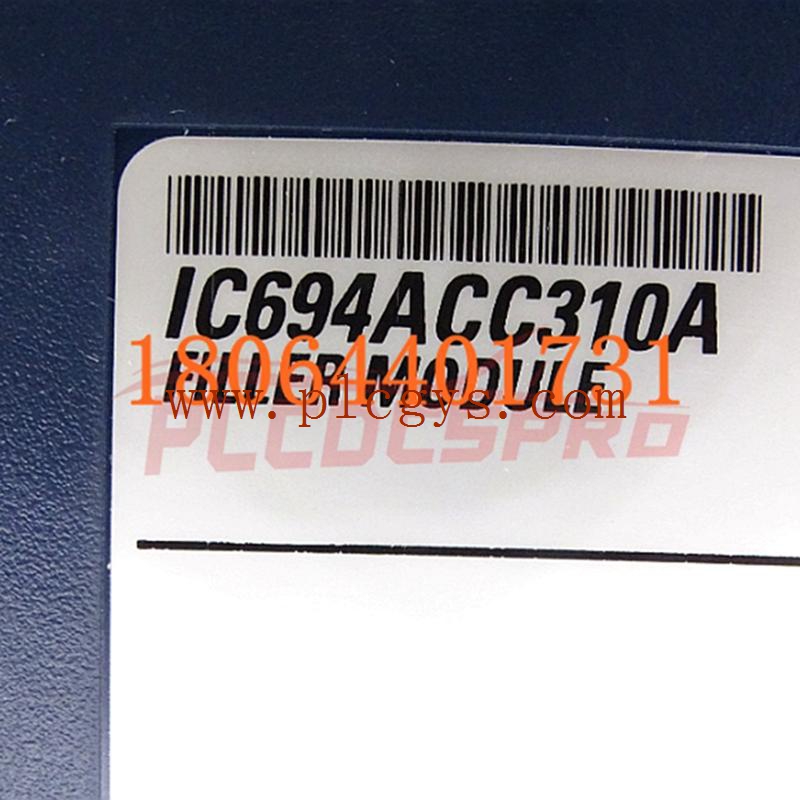 IC694ACC310A
18064401731
FILLER MODULE
www.plcgys.com
PLCDCSPRO